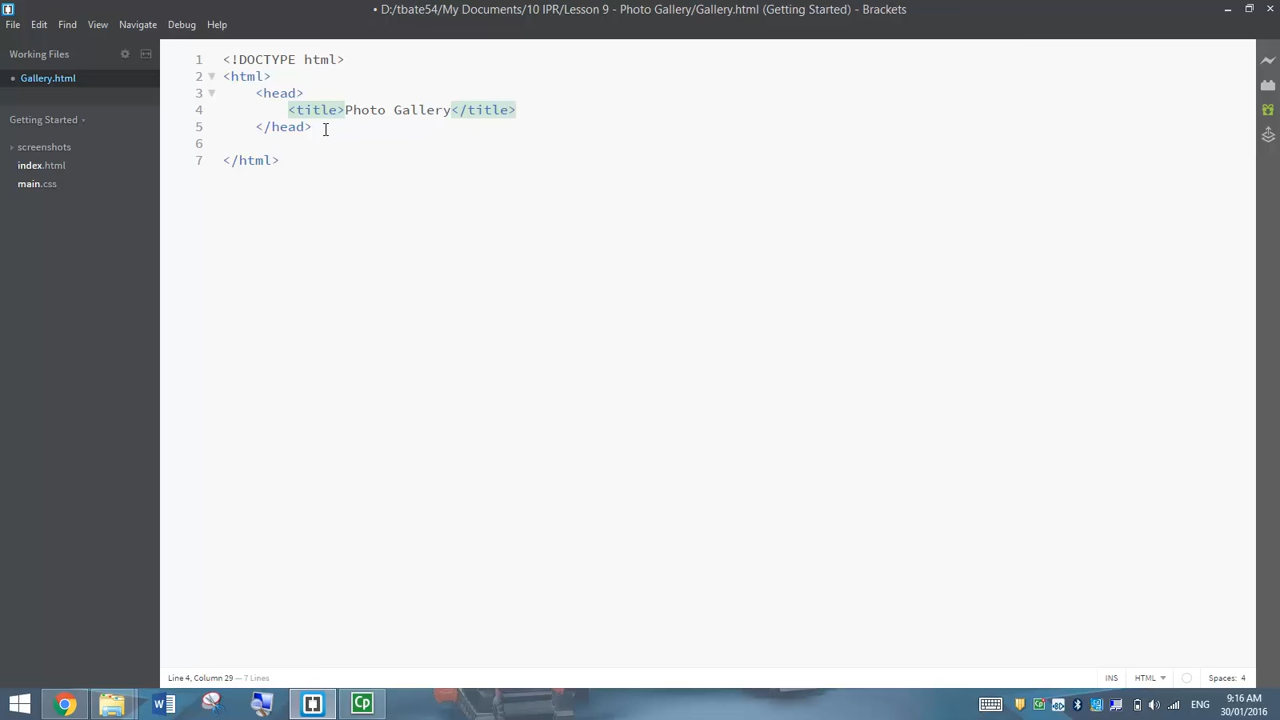 • D:/tbate54/My Documents/10 IPR/Lesson 9 - Photo Gallery/Gallery.html (Getting Started) - Brackets
File Edit Find View Navigate Debug Help
Working Files
• Gallery.html
Getting Started
screenshots
index.html
main.css
1 <!DOCTYPE html>
2 <html>
3 <head>
4 <title>Photo Gallery</title>
5 </head>
6
7 </html>
Line 4, Column 29 — 7 Lines
INS HTML Spaces: 4
W Cp ENG 9:16 AM
30/01/2016